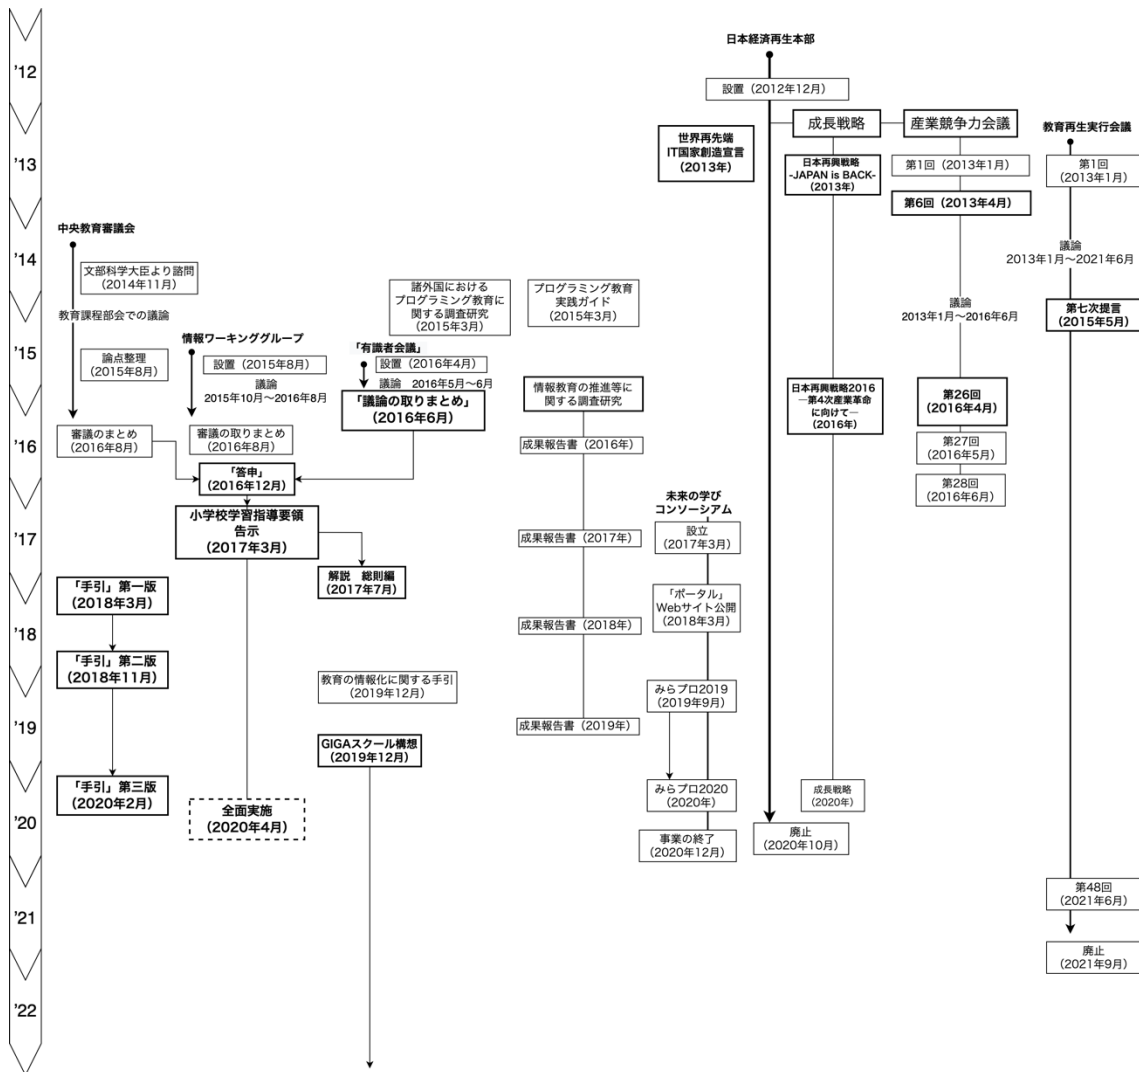 '12
'13
'14
'15
'16
'17
'18
'19
'20
'21
'22
中央教育審議会
文部科学大臣より諮問
(2014年11月)
教育課程部会での議論
論点整理
(2015年8月)
審議のまとめ
(2016年8月)
情報ワーキンググループ
設置(2015年8月)
議論
2015年10月〜2016年8月
審議の取りまとめ
(2016年8月)
「有識者会議」
設置(2016年4月)
議論 2016年5月〜6月
「議論の取りまとめ」
(2016年6月)
「答申」
(2016年12月)
小学校学習指導要領
告示
(2017年3月)
解説 総則編
(2017年7月)
「手引」第一版
(2018年3月)
「手引」第二版
(2018年11月)
「手引」第三版
(2020年2月)
全面実施
(2020年4月)
教育の情報化に関する手引
(2019年12月)
GIGAスクール構想
(2019年12月)
諸外国における
プログラミング教育に
関する調査研究
(2015年3月)
プログラミング教育
実践ガイド
(2015年3月)
情報教育の推進等に
関する調査研究
成果報告書(2016年)
成果報告書(2017年)
成果報告書(2018年)
成果報告書(2019年)
未来の学び
コンソーシアム
設立
(2017年3月)
「ポータル」
Webサイト公開
(2018年3月)
みらプロ2019
(2019年9月)
みらプロ2020
(2020年)
事業の終了
(2020年12月)
日本経済再生本部
設置(2012年12月)
世界再先端
IT国家創造宣言
(2013年)
成長戦略
日本再興戦略
-JAPAN is BACK-
(2013年)
日本再興戦略2016
―第4次産業革命
に向けて―
(2016年)
成長戦略
(2020年)
廃止
(2020年10月)
産業競争力会議
第1回(2013年1月)
第6回(2013年4月)
議論
2013年1月〜2016年6月
第26回
(2016年4月)
第27回
(2016年5月)
第28回
(2016年6月)
教育再生実行会議
第1回
(2013年1月)
議論
2013年1月〜2021年6月
第七次提言
(2015年5月)
第48回
(2021年6月)
廃止
(2021年9月)